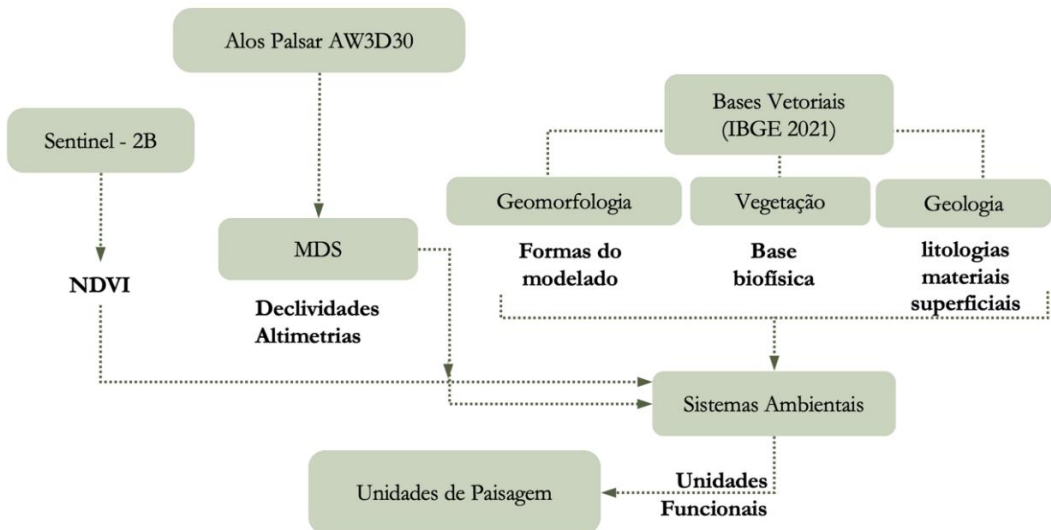 Alos Palsar AW3D30
Sentinel - 2B
Bases Vetoriais
(IBGE 2021)
Geomorfologia
Vegetação
Geologia
MDS
NDVI
Declividades
Altimetrias
Formas do
modelado
Base
biofísica
litologias
materiais
superficiais
Sistemas Ambientais
Unidades de Paisagem
Unidades
Funcionais